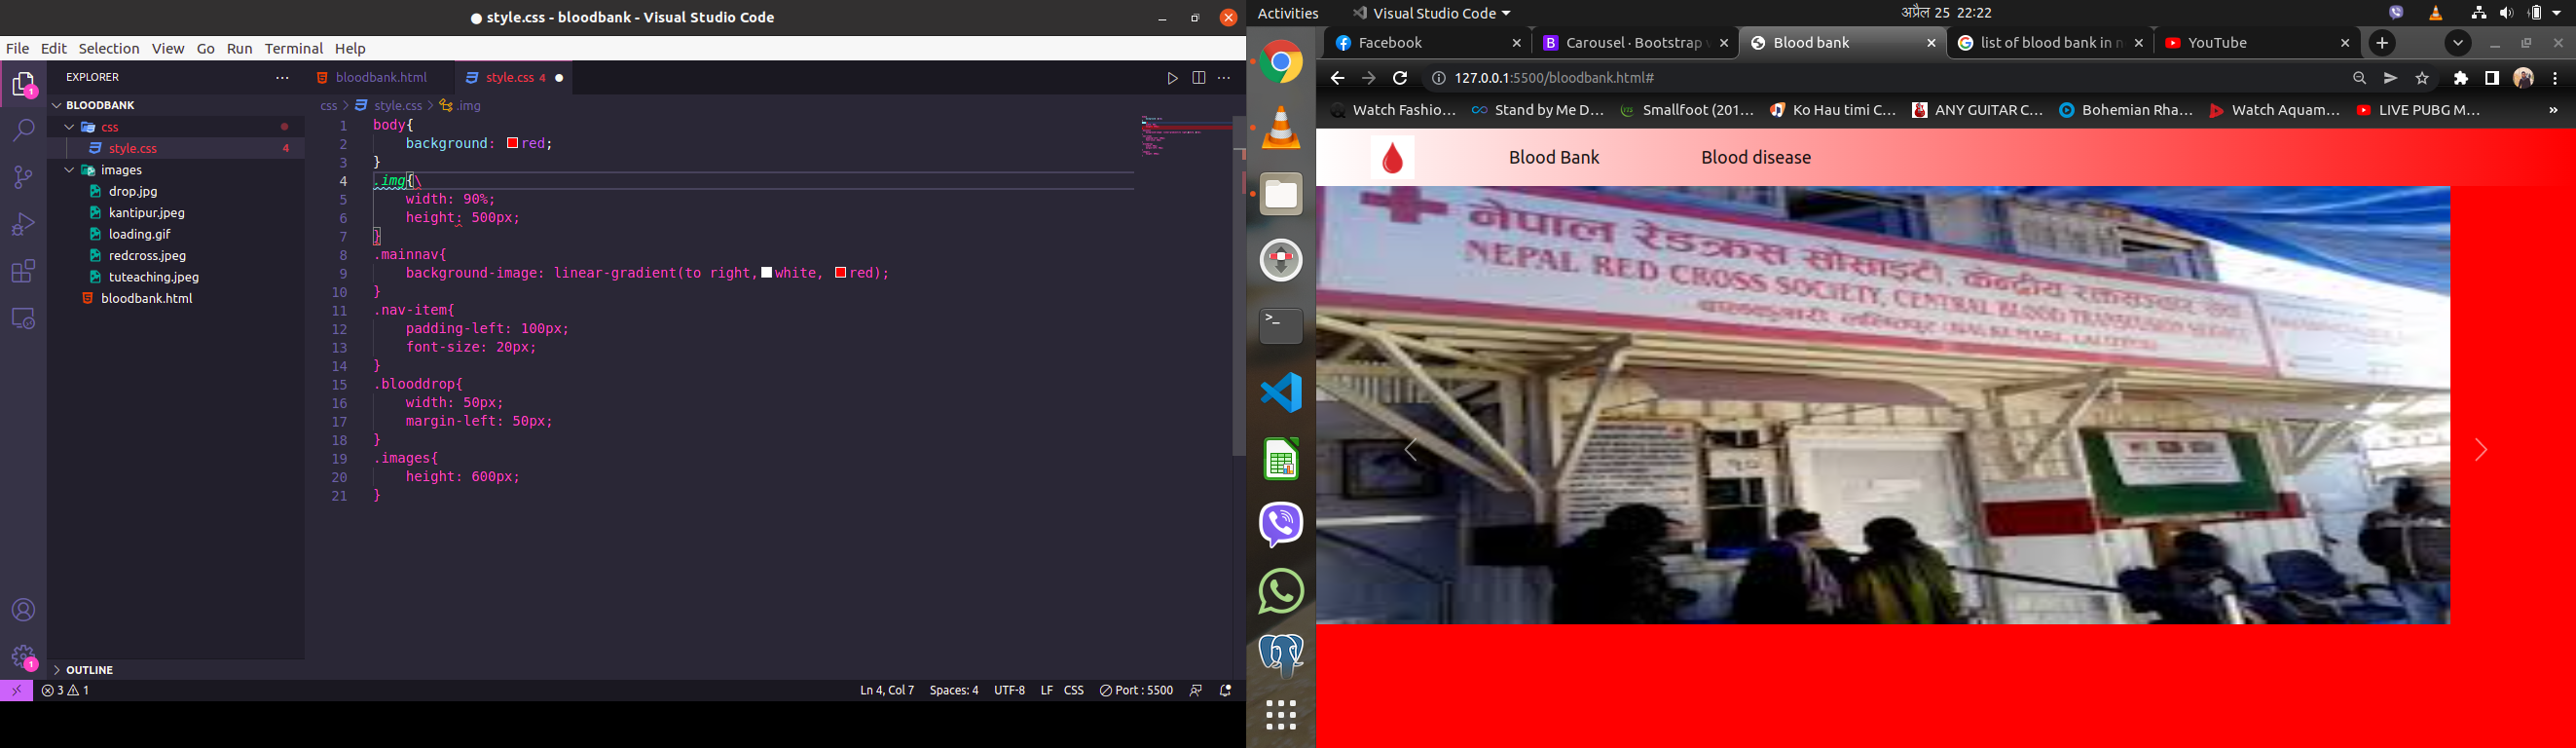 style.css - bloodbank - Visual Studio Code
File Edit Selection View Go Run Terminal Help
EXPLORER
BLOODBANK
css
style.css 4
images
drop.jpg
kantipur.jpeg
loading.gif
redcross.jpeg
tuteaching.jpeg
bloodbank.html
OUTLINE
1
1
bloodbank.html style.css 4
css > style.css > .img
1 body{
2 background: red;
3 }
4 .img{\
5 width: 90%;
6 height: 500px;
7 }
8 .mainnav{
9 background-image: linear-gradient(to right,white, red);
10 }
11 .nav-item{
12 padding-left: 100px;
13 font-size: 20px;
14 }
15 .blooddrop{
16 width: 50px;
17 margin-left: 50px;
18 }
19 .images{
20 height: 600px;
21 }
3 1 Ln 4, Col 7 Spaces: 4 UTF-8 LF CSS Port : 5500
Activities Visual Studio Code अप्रैल 25 22:22
Facebook Carousel · Bootstrap Blood bank list of blood bank in n YouTube
127.0.0.1:5500/bloodbank.html#
Watch Fashio… Stand by Me D… Smallfoot (201… Ko Hau timi C… ANY GUITAR C… Bohemian Rha… Watch Aquam… LIVE PUBG M… »
Blood Bank Blood disease
नेपाल रेडक्रस सोसाइटी, केन्द्रीय रक्तसञ्चार सेवा
NEPAL RED CROSS SOCIETY, CENTRAL BLOOD TRANSFUSION SERVICE